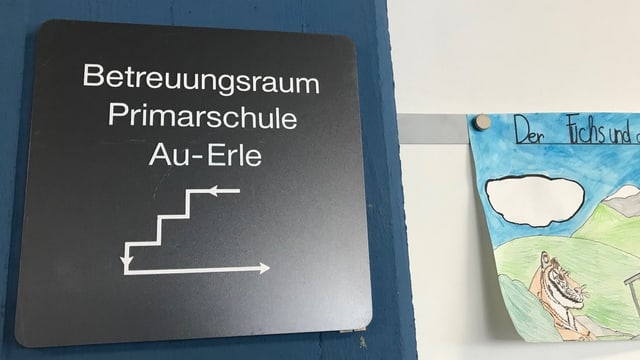 Betreuungsraum
Primarschule
Au-Erle
Der Fuchs und